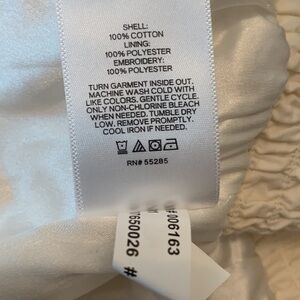 SHELL:
100% COTTON
LINING:
100% POLYESTER
EMBROIDERY:
100% POLYESTER
TURN GARMENT INSIDE OUT.
MACHINE WASH COLD WITH
LIKE COLORS. GENTLE CYCLE.
ONLY NON-CHLORINE BLEACH
WHEN NEEDED. TUMBLE DRY
LOW. REMOVE PROMPTLY.
COOL IRON IF NEEDED.
RN# 55285
006163
650026 #